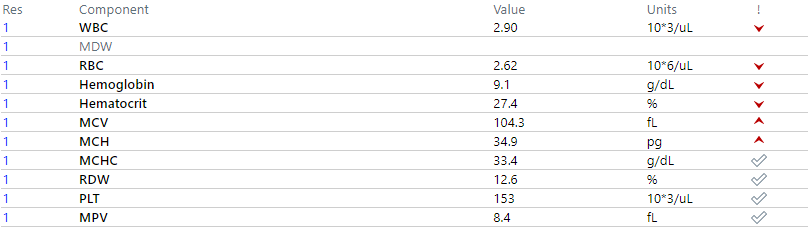 Res Component Value Units !
1 WBC 2.90 10*3/uL
1 MDW
1 RBC 2.62 10*6/uL
1 Hemoglobin 9.1 g/dL
1 Hematocrit 27.4 %
1 MCV 104.3 fL
1 MCH 34.9 pg
1 MCHC 33.4 g/dL
1 RDW 12.6 %
1 PLT 153 10*3/uL
1 MPV 8.4 fL